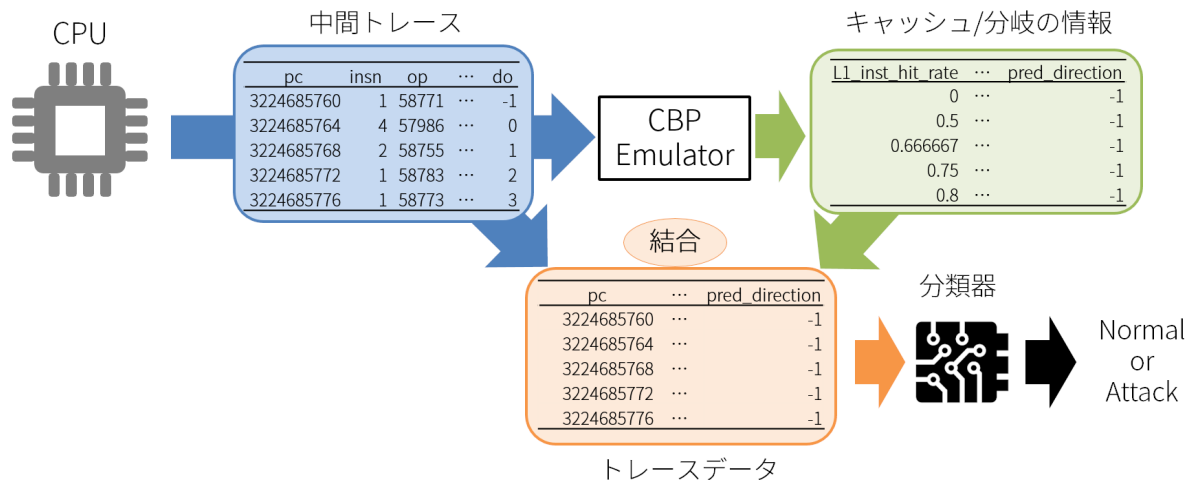 CPU
中間トレース
pc insn op … do
3224685760 1 58771 … -1
3224685764 4 57986 … 0
3224685768 2 58755 … 1
3224685772 1 58783 … 2
3224685776 1 58773 … 3
CBP
Emulator
キャッシュ/分岐の情報
L1_inst_hit_rate … pred_direction
0 … -1
0.5 … -1
0.666667 … -1
0.75 … -1
0.8 … -1
結合
pc … pred_direction
3224685760 … -1
3224685764 … -1
3224685768 … -1
3224685772 … -1
3224685776 … -1
トレースデータ
分類器
Normal
or
Attack